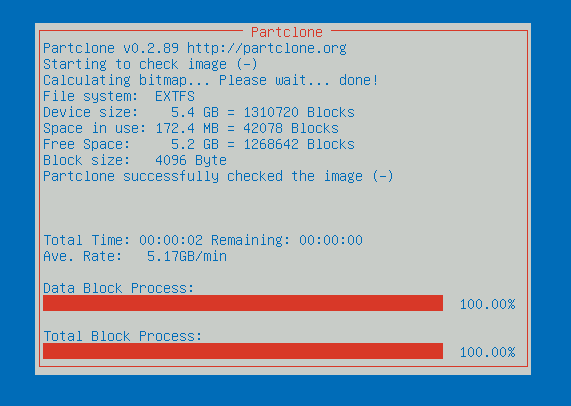 Partclone
Partclone v0.2.89 http://partclone.org
Starting to check image (-)
Calculating bitmap... Please wait... done!
File system:  EXTFS
Device size:    5.4 GB = 1310720 Blocks
Space in use: 172.4 MB = 42078 Blocks
Free Space:     5.2 GB = 1268642 Blocks
Block size:   4096 Byte
Partclone successfully checked the image (-)
Total Time: 00:00:02 Remaining: 00:00:00
Ave. Rate:   5.17GB/min
Data Block Process:
100.00%
Total Block Process:
100.00%